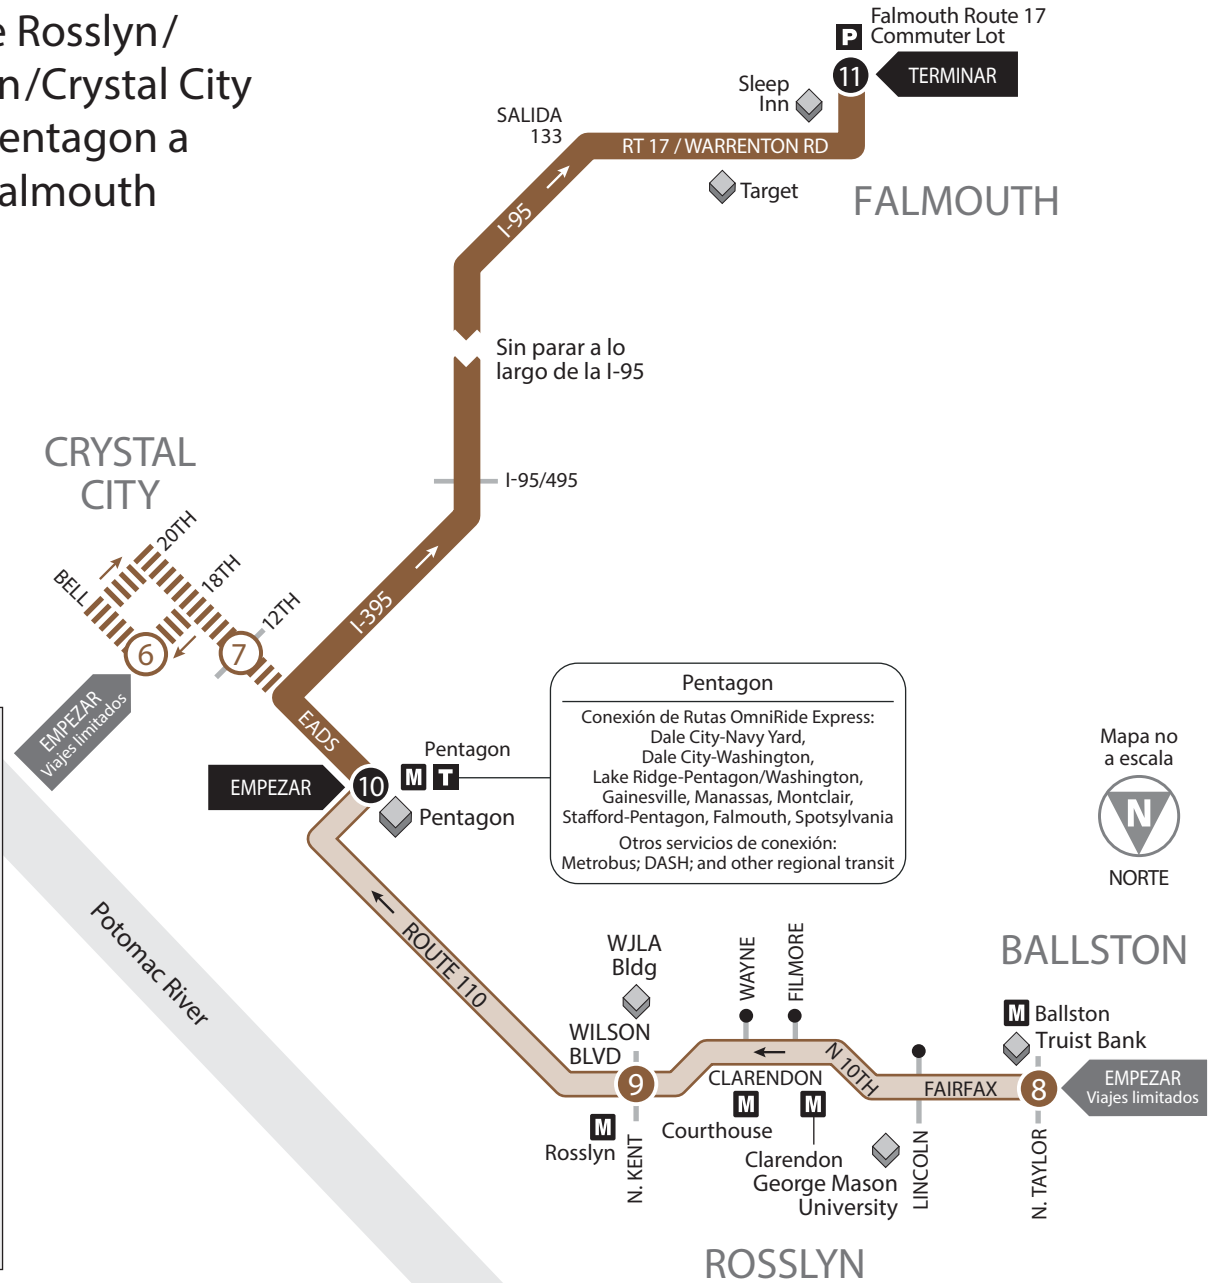 e Rosslyn/
n/Crystal City
entagon a
almouth
Falmouth Route 17
Commuter Lot
P
11
TERMINAR
Sleep
Inn
SALIDA
133
RT 17 / WARRENTON RD
Target
FALMOUTH
I-95
Sin parar a lo
largo de la I-95
I-95/495
CRYSTAL
CITY
20TH
18TH
12TH
BELL
6
7
I-395
EMPEZAR
Viajes limitados
EADS
EMPEZAR
10
Pentagon
M T
Pentagon
Pentagon
Conexión de Rutas OmniRide Express:
Dale City-Navy Yard,
Dale City-Washington,
Lake Ridge-Pentagon/Washington,
Gainesville, Manassas, Montclair,
Stafford-Pentagon, Falmouth, Spotsylvania
Otros servicios de conexión:
Metrobus; DASH; and other regional transit
Mapa no
a escala
N
NORTE
Potomac River
ROUTE 110
WJLA
Bldg
WILSON
BLVD
9
M
Rosslyn
N. KENT
WAYNE
FILMORE
CLARENDON
M
Courthouse
M
Clarendon
George Mason
University
N 10TH
LINCOLN
FAIRFAX
BALLSTON
M Ballston
Truist Bank
8
EMPEZAR
Viajes limitados
N. TAYLOR
ROSSLYN